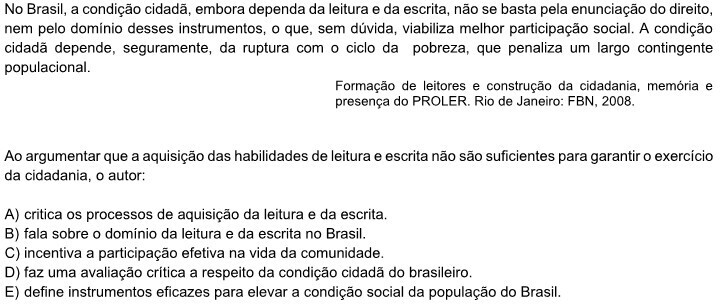 No Brasil, a condição cidadã, embora dependa da leitura e da escrita, não se basta pela enunciação do direito,
nem pelo domínio desses instrumentos, o que, sem dúvida, viabiliza melhor participação social. A condição
cidadã depende, seguramente, da ruptura com o ciclo da pobreza, que penaliza um largo contingente
populacional.
Formação de leitores e construção da cidadania, memória e
presença do PROLER. Rio de Janeiro: FBN, 2008.
Ao argumentar que a aquisição das habilidades de leitura e escrita não são suficientes para garantir o exercício
da cidadania, o autor:
A) critica os processos de aquisição da leitura e da escrita.
B) fala sobre o domínio da leitura e da escrita no Brasil.
C) incentiva a participação efetiva na vida da comunidade.
D) faz uma avaliação crítica a respeito da condição cidadã do brasileiro.
E) define instrumentos eficazes para elevar a condição social da população do Brasil.